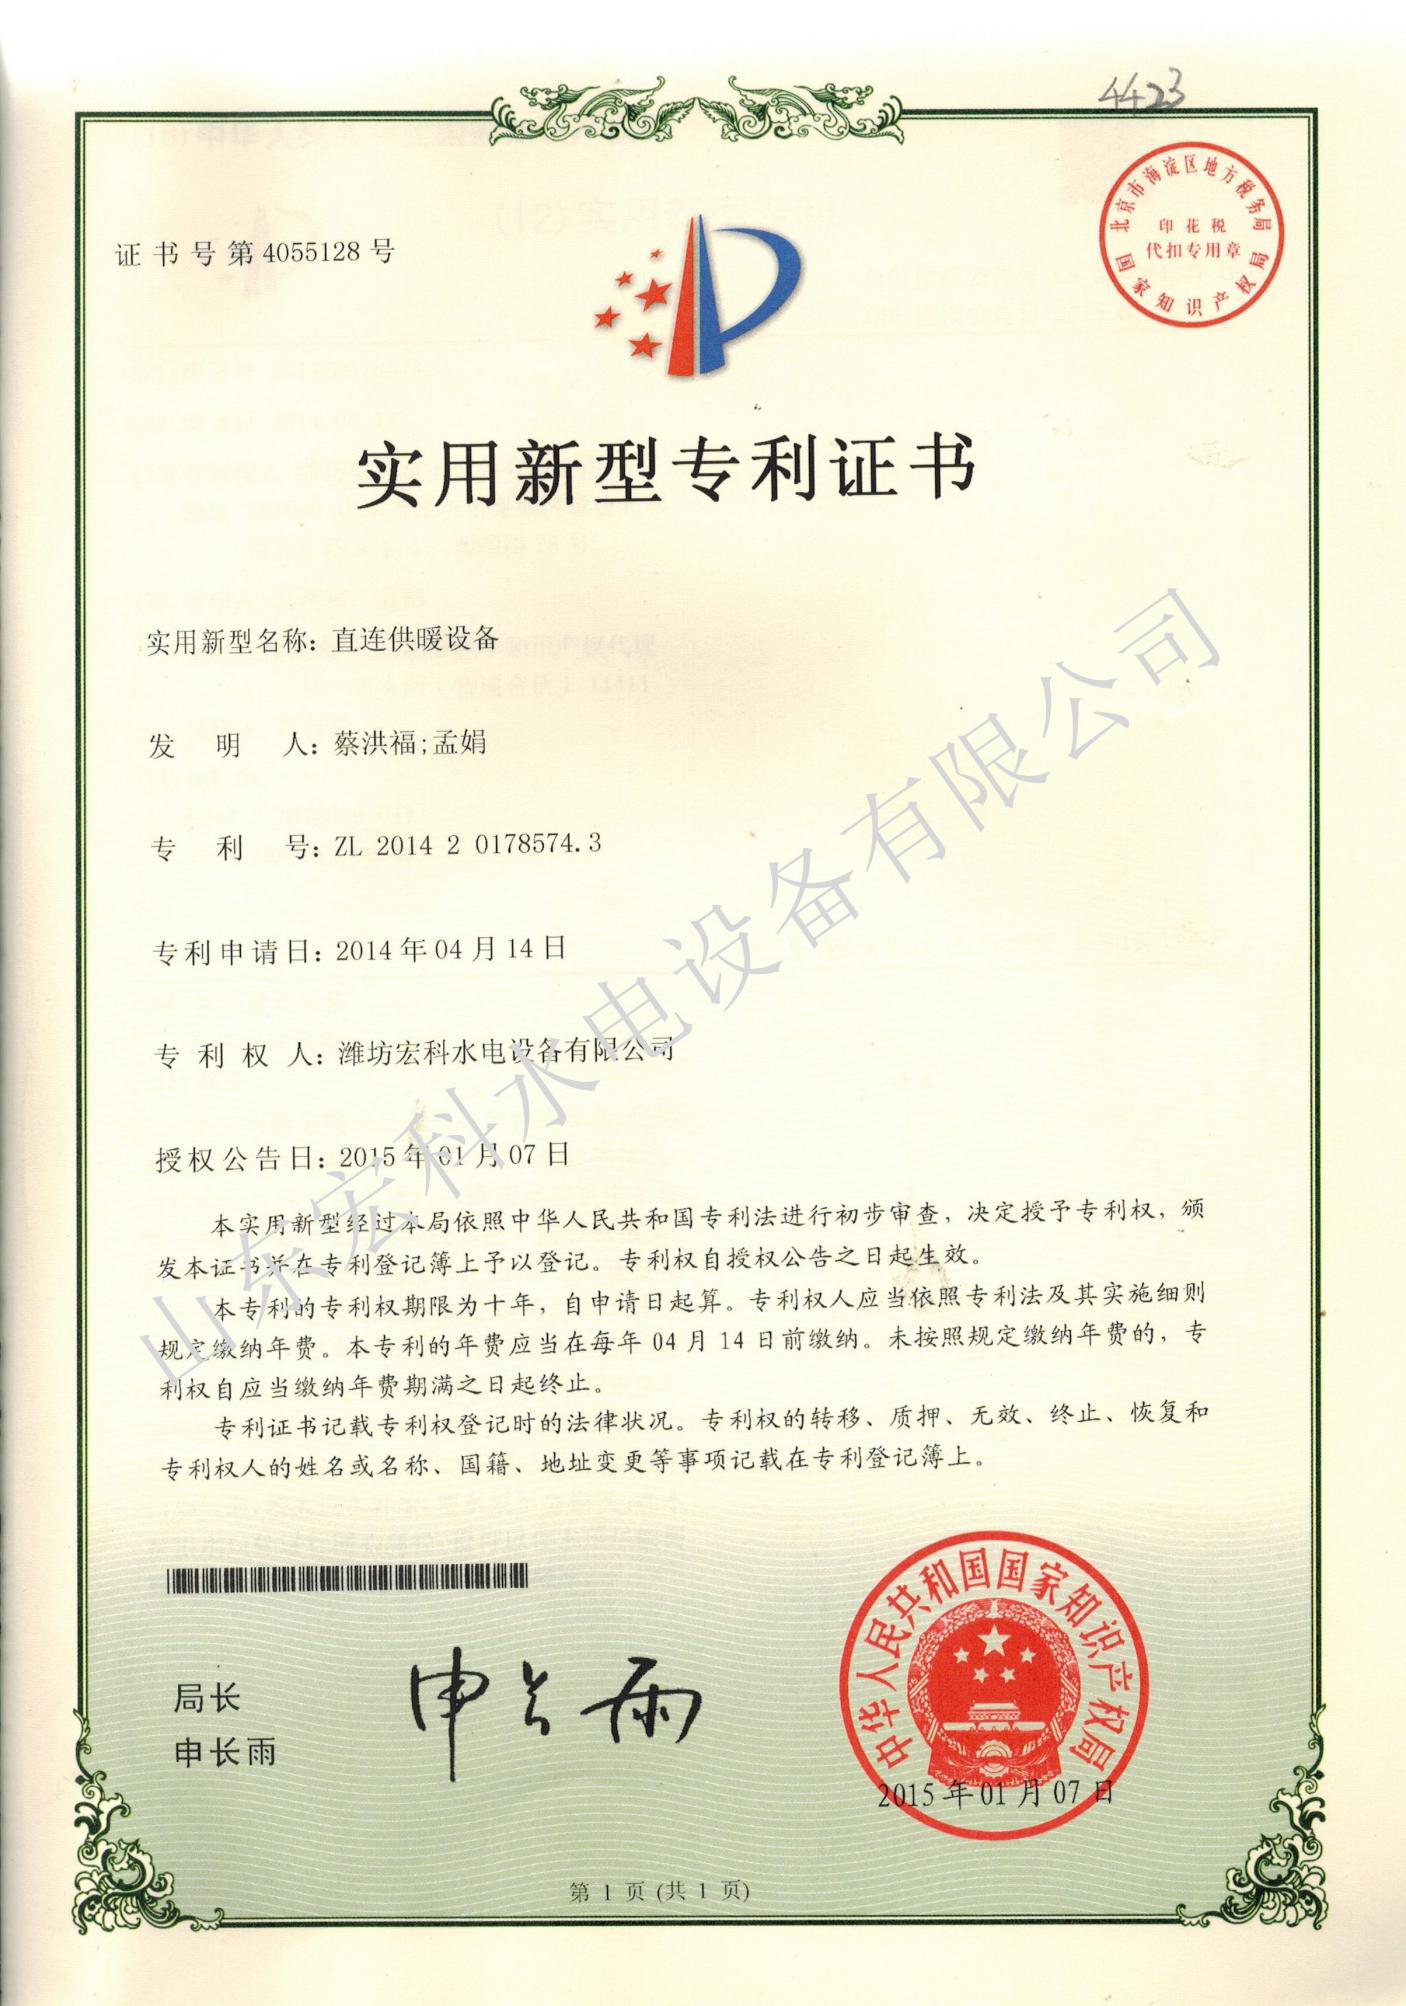 4423
北京市海淀区地方税务局
印花税
代扣专用章
国家知识产权局
证书号第4055128号
实用新型专利证书
实用新型名称：直连供暖设备
发明人：蔡洪福;孟娟
专利号：ZL 2014 2 0178574.3
专利申请日：2014年04月14日
专利权人：潍坊宏科水电设备有限公司
授权公告日：2015年01月07日
本实用新型经过本局依照中华人民共和国专利法进行初步审查，决定授予专利权，颁
发本证书并在专利登记簿上予以登记。专利权自授权公告之日起生效。
本专利的专利权期限为十年，自申请日起算。专利权人应当依照专利法及其实施细则
规定缴纳年费。本专利的年费应当在每年04月14日前缴纳。未按照规定缴纳年费的，专
利权自应当缴纳年费期满之日起终止。
专利证书记载专利权登记时的法律状况。专利权的转移、质押、无效、终止、恢复和
专利权人的姓名或名称、国籍、地址变更等事项记载在专利登记簿上。
山东宏科水电设备有限公司
局长
申长雨
申长雨
中华人民共和国国家知识产权局
2015年01月07日
第1页(共1页)